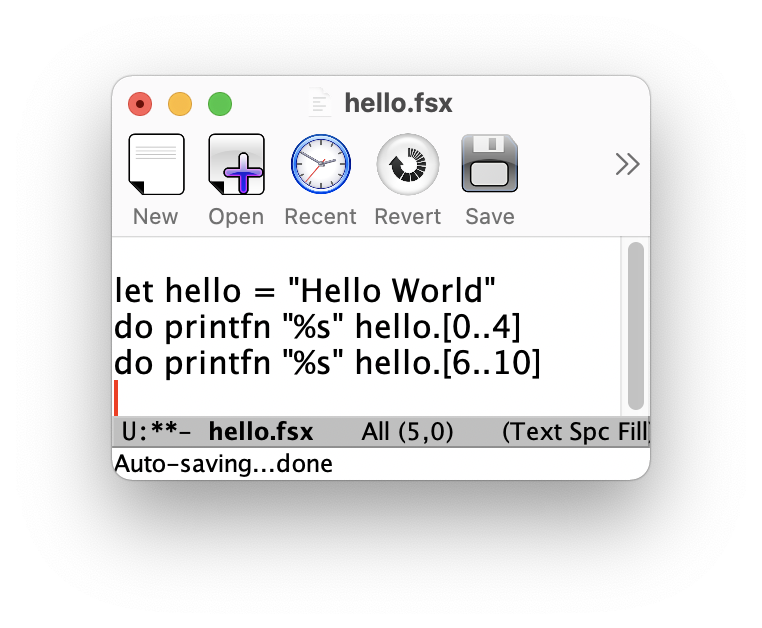 hello.fsx
New Open Recent Revert Save
let hello = "Hello World"
do printfn "%s" hello.[0..4]
do printfn "%s" hello.[6..10]
U:**- hello.fsx All (5,0) (Text Spc Fill)
Auto-saving...done